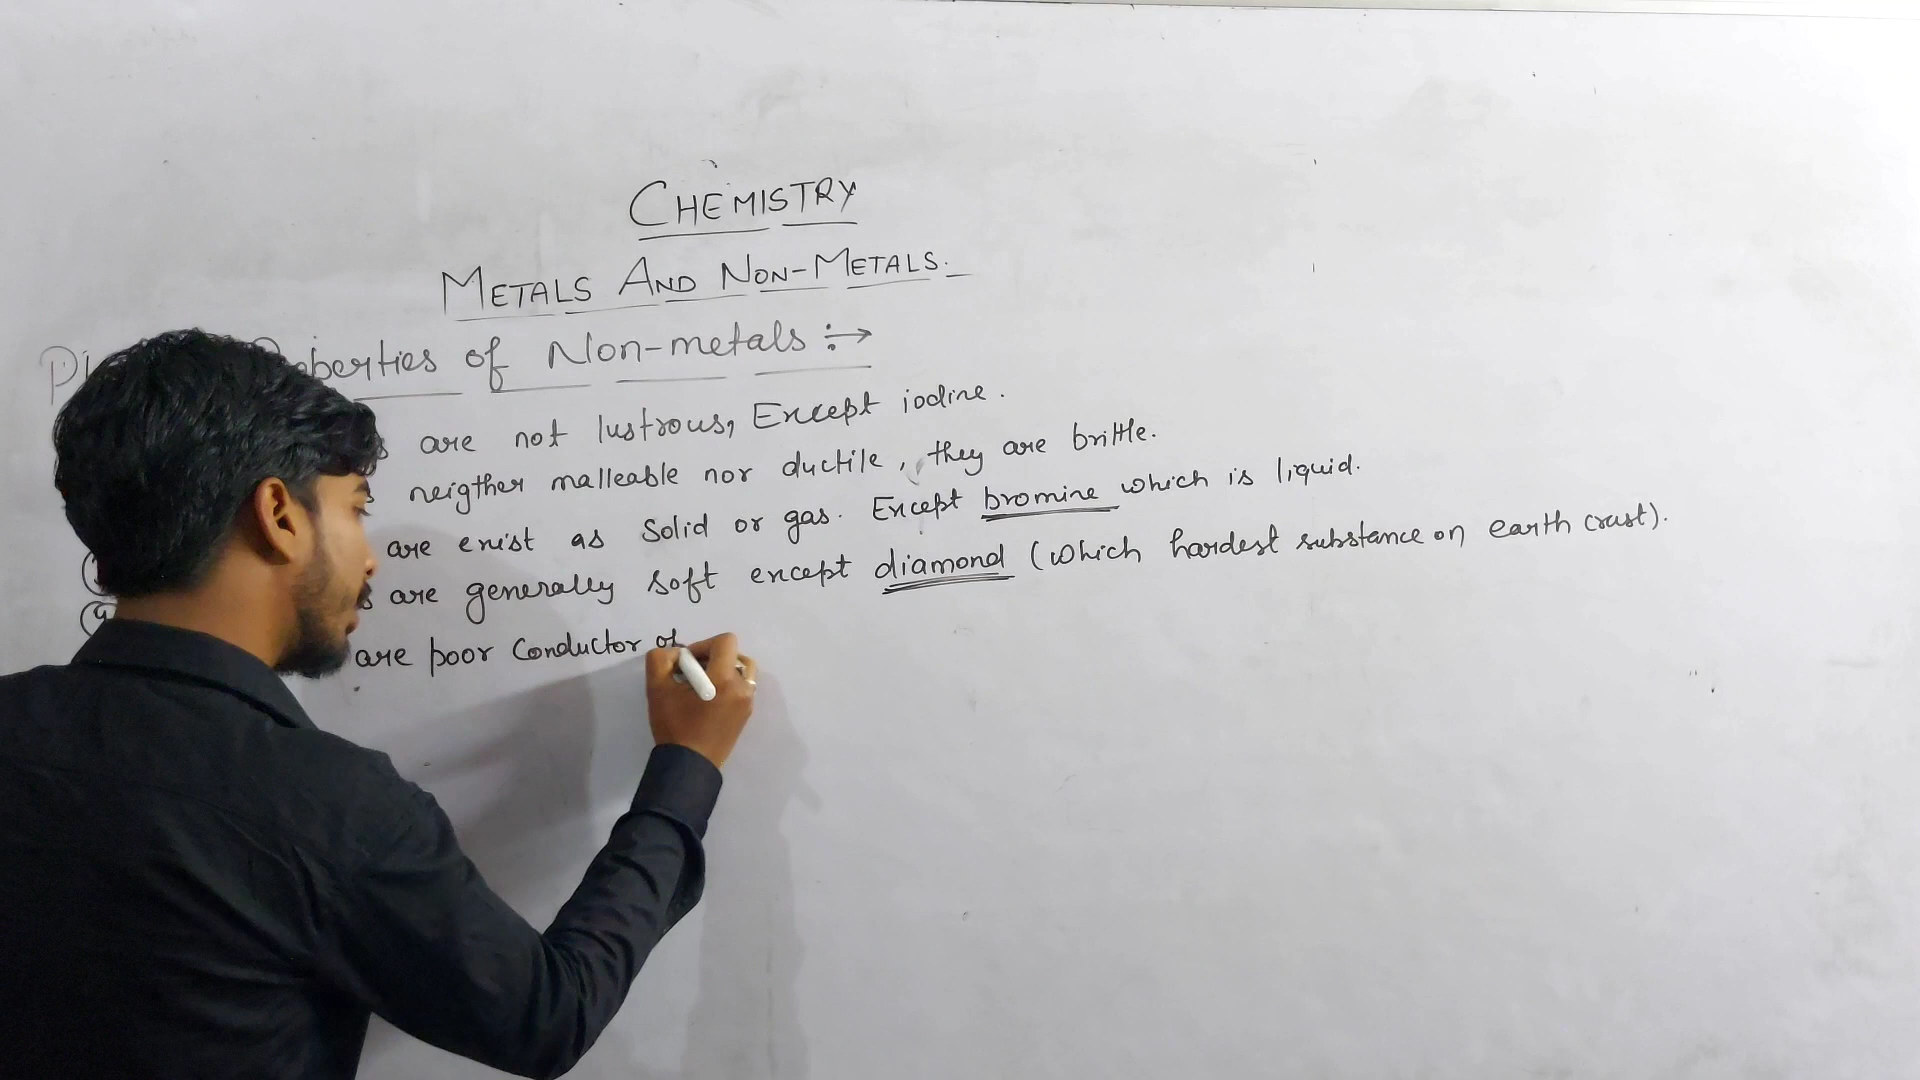 CHEMISTRY
METALS AND NON-METALS.
of Non-metals :→
are not lustrous, Except iodine.
neigther malleable nor ductile, they are brittle.
are exist as Solid or gas. Except bromine which is liquid.
are generally soft except diamond (which hardest substance on earth crust).
are poor Conductor of